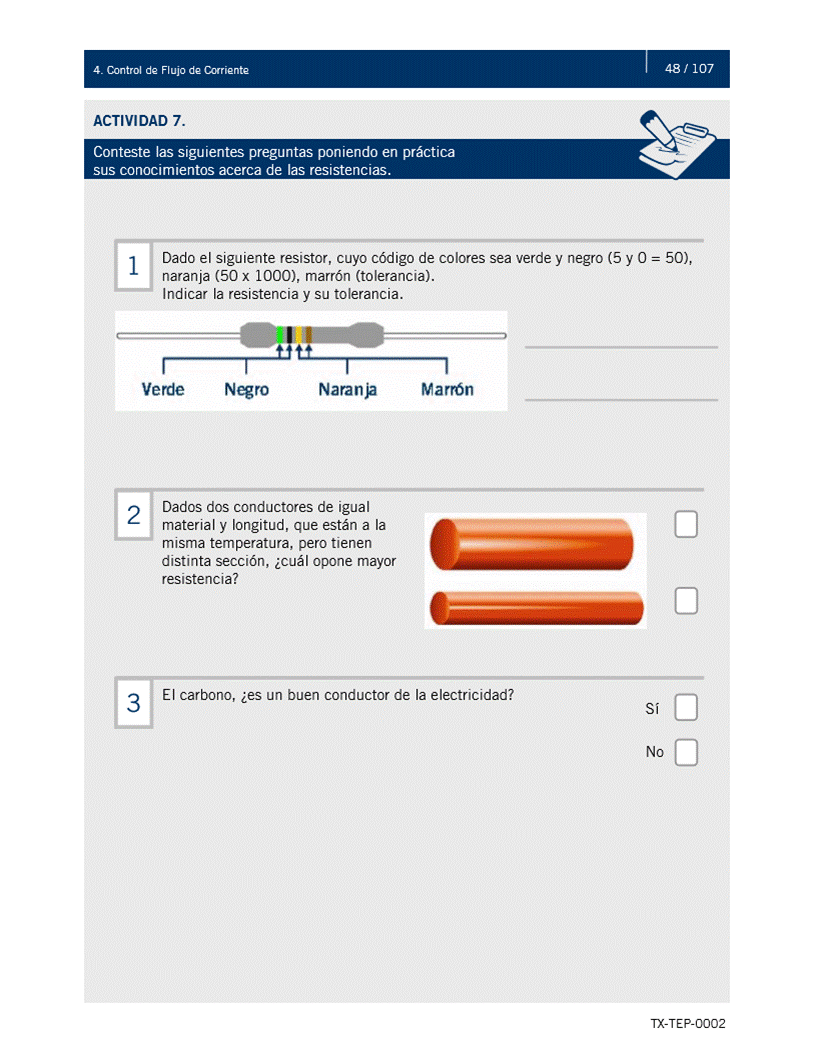 4. Control de Flujo de Corriente
48 / 107
ACTIVIDAD 7.
Conteste las siguientes preguntas poniendo en práctica
sus conocimientos acerca de las resistencias.
1
Dado el siguiente resistor, cuyo código de colores sea verde y negro (5 y 0 = 50),
naranja (50 x 1000), marrón (tolerancia).
Indicar la resistencia y su tolerancia.
Verde Negro Naranja Marrón
2
Dados dos conductores de igual
material y longitud, que están a la
misma temperatura, pero tienen
distinta sección, ¿cuál opone mayor
resistencia?
3
El carbono, ¿es un buen conductor de la electricidad?
Sí
No
TX-TEP-0002